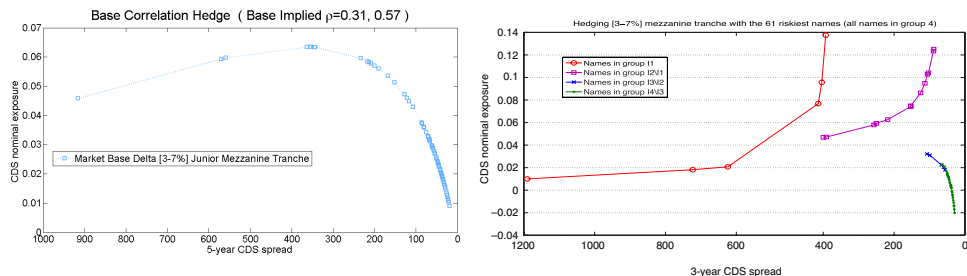 Base Correlation Hedge ( Base Implied ρ=0.31, 0.57 )
0.07
0.06
0.05
0.04
0.03
0.02
0.01
0
CDS nominal exposure
Market Base Delta [3-7%] Junior Mezzanine Tranche
1000 900 800 700 600 500 400 300 200 100 0
5-year CDS spread
Hedging [3–7%] mezzanine tranche with the 61 riskiest names (all names in group 4)
0.14
0.12
0.1
0.08
0.06
0.04
0.02
0
−0.02
−0.04
CDS nominal exposure
Names in group I1
Names in group I2\I1
Names in group I3\I2
Names in group I4\I3
1200 1000 800 600 400 200 0
3-year CDS spread